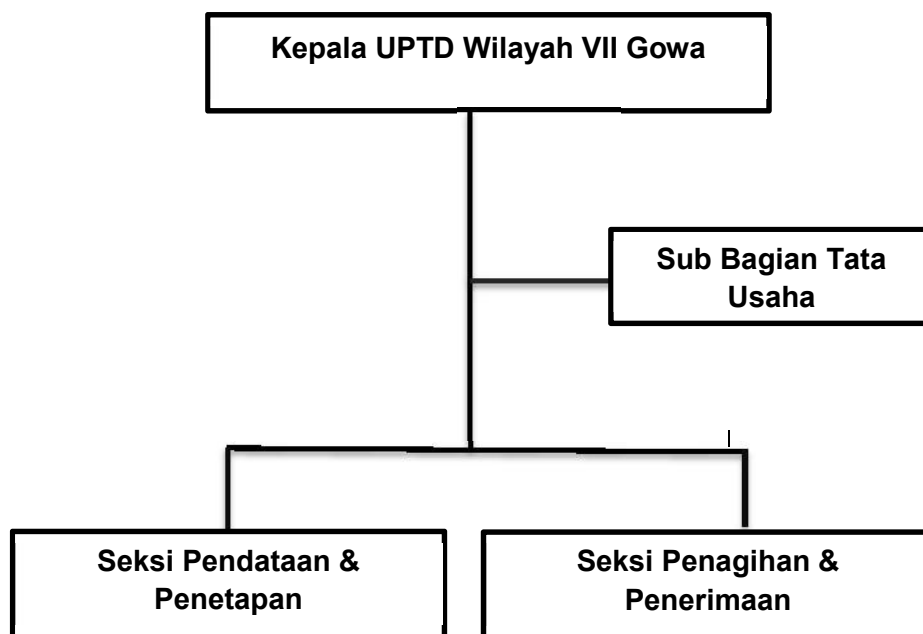 Kepala UPTD Wilayah VII Gowa
Sub Bagian Tata
Usaha
Seksi Pendataan &
Penetapan
Seksi Penagihan &
Penerimaan